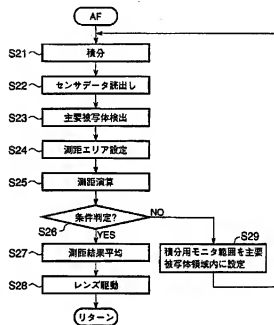 AF
S21 積分
S22 センサデータ読出し
S23 主要被写体検出
S24 測距エリア設定
S25 測距演算
S26 条件判定? NO
YES
S29
S27 測距結果平均
積分用モニタ範囲を主要
被写体領域内に設定
S28 レンズ駆動
リターン